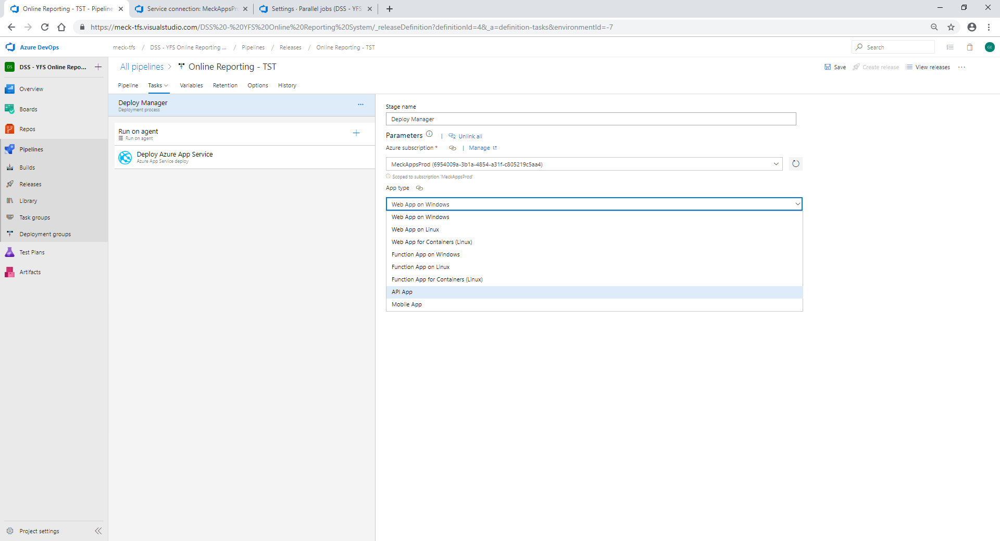 Online Reporting - TST - Pipeline
Service connection: MeckAppsPr
Settings · Parallel jobs (DSS - YFS
https://meck-tfs.visualstudio.com/DSS%20-%20YFS%20Online%20Reporting%20System/_releaseDefinition?definitionId=4&_a=definition-tasks&environmentId=-7
Azure DevOps
meck-tfs / DSS - YFS Online Reporting ... / Pipelines / Releases / Online Reporting - TST
Search
GE
DS
DSS - YFS Online Repo...
All pipelines > Online Reporting - TST
Save
Create release
View releases
Pipeline
Tasks
Variables
Retention
Options
History
Overview
Boards
Repos
Pipelines
Builds
Releases
Library
Task groups
Deployment groups
Test Plans
Artifacts
Project settings
Deploy Manager
Deployment process
Run on agent
Run on agent
Deploy Azure App Service
Azure App Service deploy
Stage name
Deploy Manager
Parameters | Unlink all
Azure subscription * | Manage
MeckAppsProd (6954009a-3b1a-4854-a31f-c805219c5aa4)
Scoped to subscription 'MeckAppsProd'
App type
Web App on Windows
Web App on Windows
Web App on Linux
Web App for Containers (Linux)
Function App on Windows
Function App on Linux
Function App for Containers (Linux)
API App
Mobile App